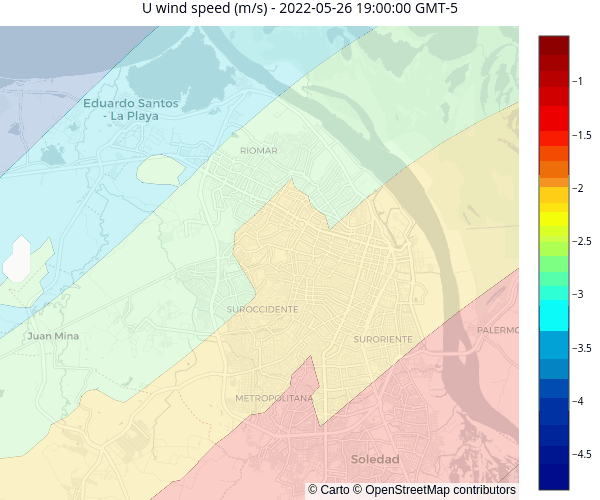 U wind speed (m/s) - 2022-05-26 19:00:00 GMT-5
Eduardo Santos
- La Playa
RIOMAR
SUROCCIDENTE
Juan Mina
SURORIENTE
PALERMO
METROPOLITANA
Soledad
© Carto © OpenStreetMap contributors
−1
−1.5
−2
−2.5
−3
−3.5
−4
−4.5